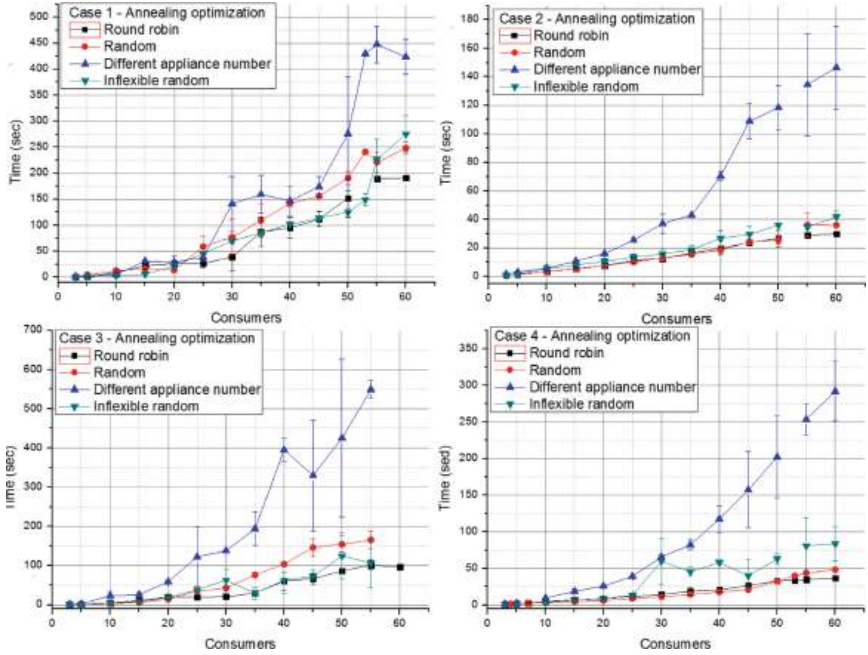 Case 1 - Annealing optimization
Round robin
Random
Different appliance number
Inflexible random
500
450
400
350
300
250
200
150
100
50
0
Time (sec)
0 10 20 30 40 50 60
Consumers
Case 2 - Annealing optimization
Round robin
Random
Different appliance number
Inflexible random
180
160
140
120
100
80
60
40
20
0
Time (sec)
0 10 20 30 40 50 60
Consumers
Case 3 - Annealing optimization
Round robin
Random
Different appliance number
Inflexible random
700
600
500
400
300
200
100
0
Time (sec)
0 10 20 30 40 50 60
Consumers
Case 4 - Annealing optimization
Round robin
Random
Different appliance number
Inflexible random
350
300
250
200
150
100
50
0
Time (sed)
0 10 20 30 40 50 60
Consumers